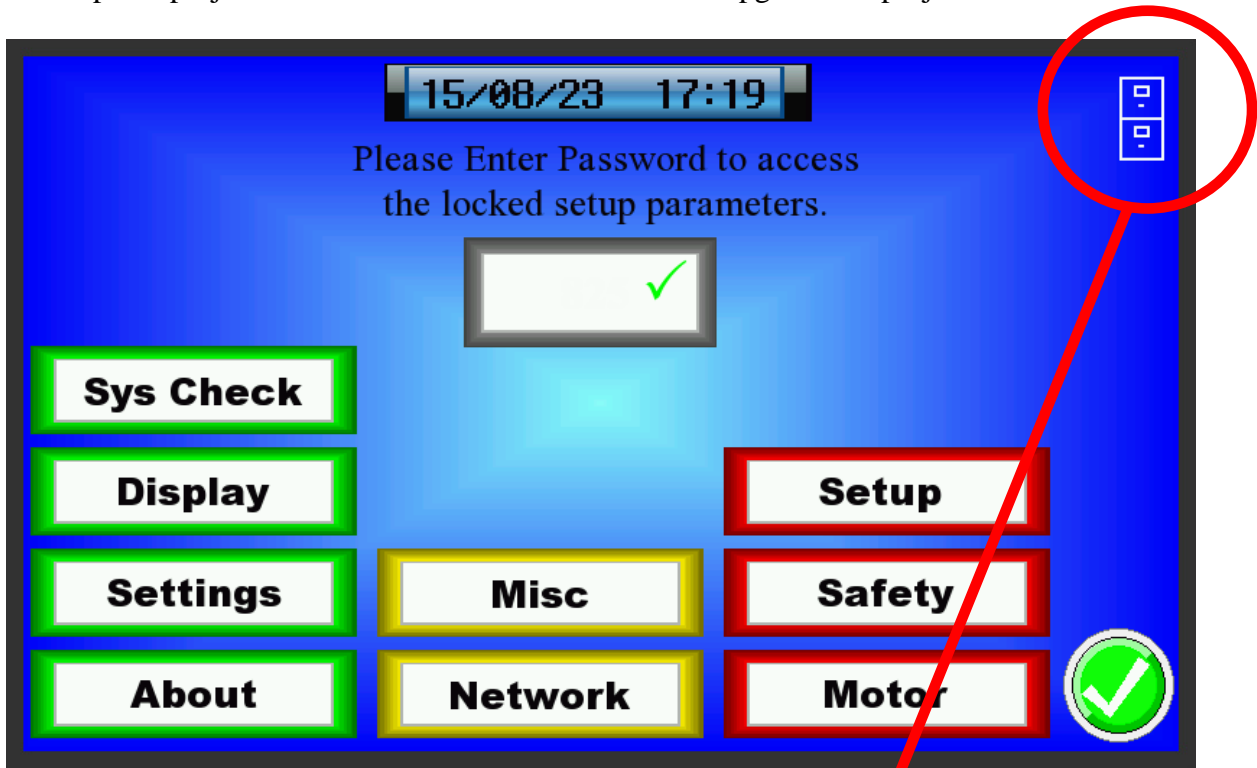 15/08/23 17:19
Please Enter Password to access
the locked setup parameters.
Sys Check
Display
Setup
Settings
Misc
Safety
About
Network
Motor